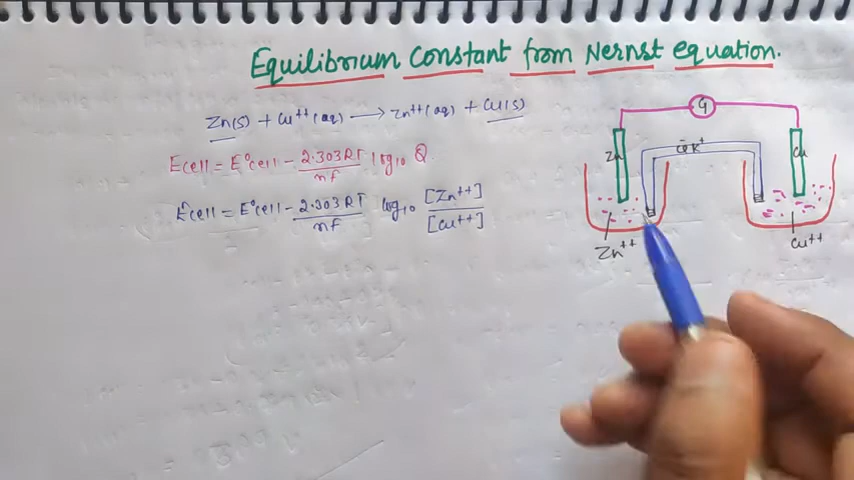 Equilibrium Constant from Nernst equation.
Zn(s) + Cu++(aq) → Zn++(aq) + Cu(s)
Ecell = E°cell - 2.303RT/nf log10 Q
Ecell = E°cell - 2.303RT/nf log10 [Zn++]/[Cu++]
G
Zn
Cu
Zn++
Cu++